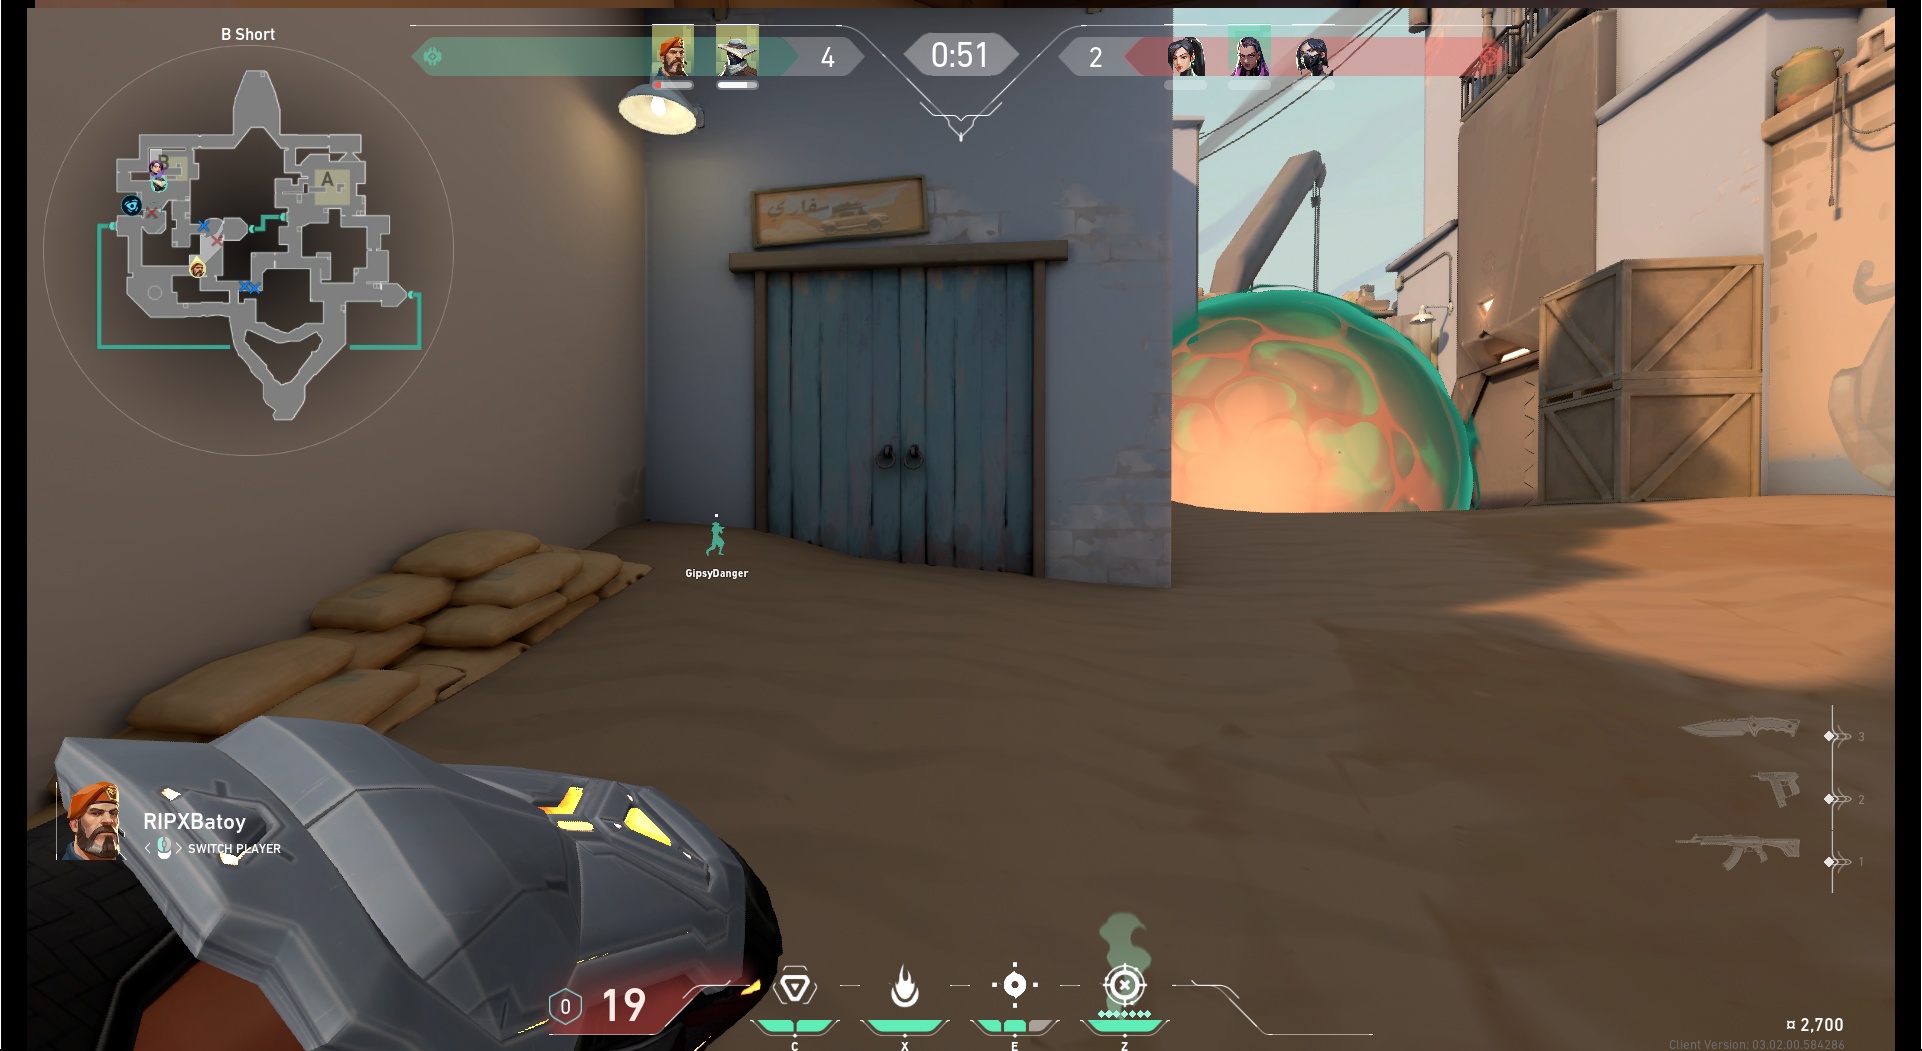 B Short
4
0:51
2
B
A
سفاري
GipsyDanger
3
2
RIPXBatoy
< > SWITCH PLAYER
1
0
19
C
X
E
Z
¤ 2,700
Client Version: 03.02.00.584286